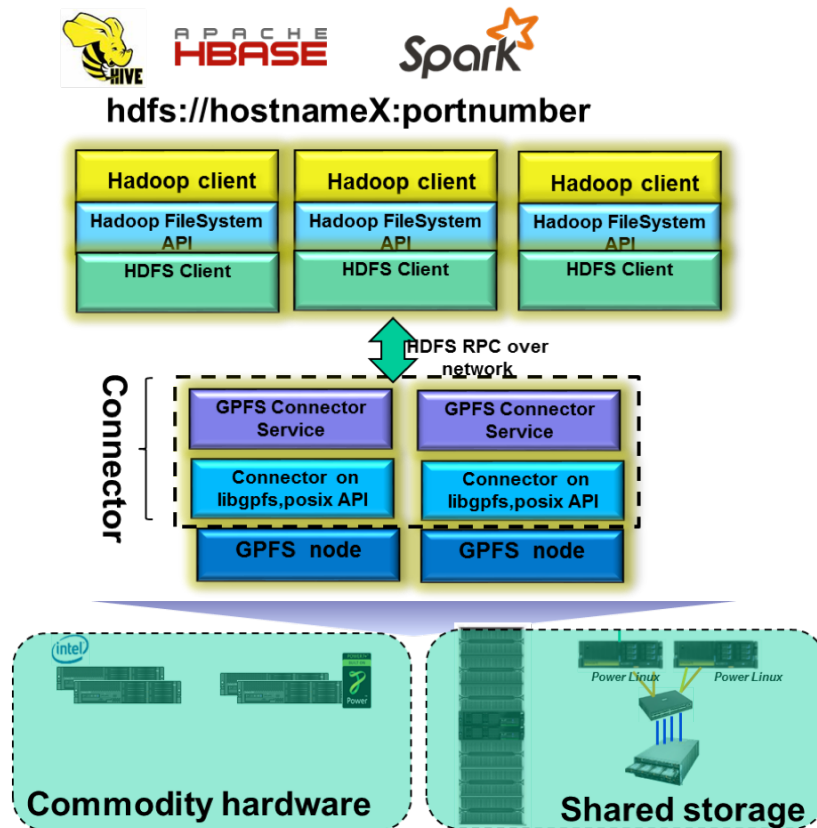 HIVE
APACHE
HBASE
Spark
hdfs://hostnameX:portnumber
Hadoop client
Hadoop client
Hadoop client
Hadoop FileSystem
API
Hadoop FileSystem
API
Hadoop FileSystem
API
HDFS Client
HDFS Client
HDFS Client
HDFS RPC over
network
Connector
GPFS Connector
Service
GPFS Connector
Service
Connector on
libgpfs,posix API
Connector on
libgpfs,posix API
GPFS node
GPFS node
intel
Power
Power Linux
Power Linux
Commodity hardware
Shared storage